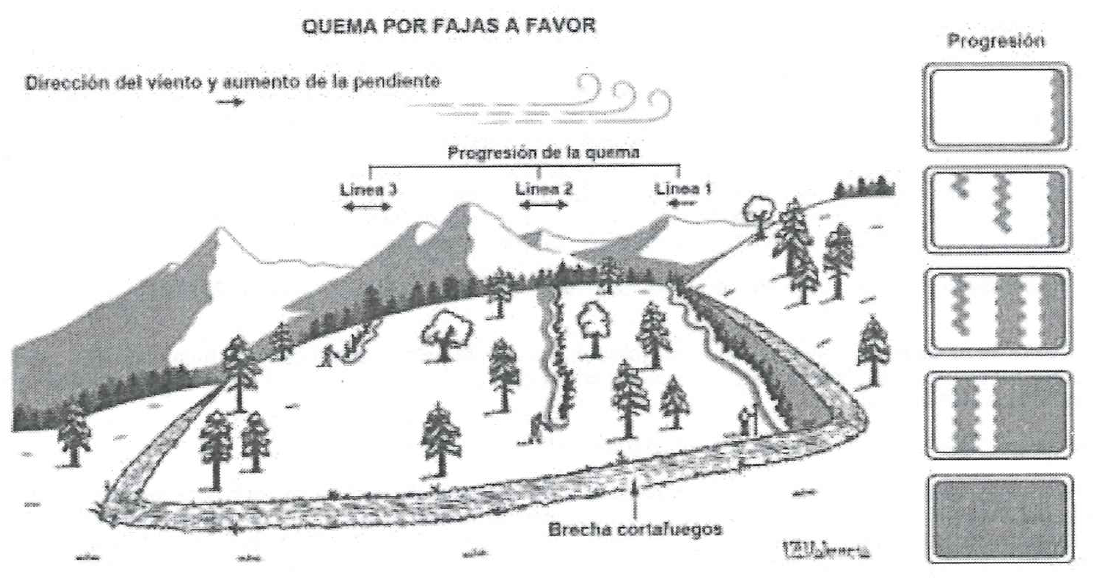 QUEMA POR FAJAS A FAVOR
Progresión
Dirección del viento y aumento de la pendiente
Progresión de la quema
Línea 3
Línea 2
Línea 1
Brecha cortafuegos